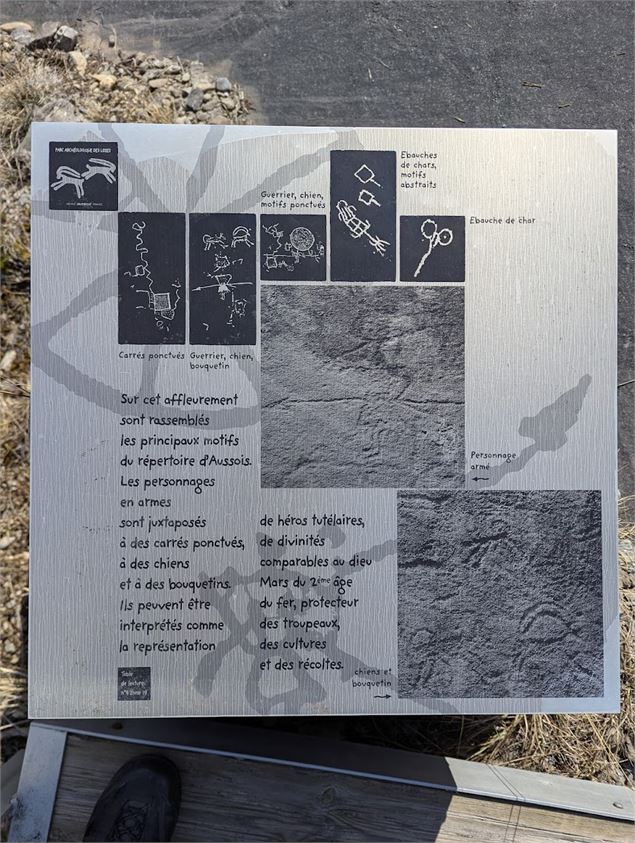 PARC ARCHÉOLOGIQUE DES LOZES
Ebauches
de chars,
motifs
abstraits
Guerrier, chien,
motifs ponctués
Ebauche de char
Carrés ponctués
Guerrier, chien,
bouquetin
Sur cet affleurement
sont rassemblés
les principaux motifs
du répertoire d'Aussois.
Les personnages
en armes
sont juxtaposés
à des carrés ponctués,
à des chiens
et à des bouquetins.
Ils peuvent être
interprétés comme
la représentation
de héros tutélaires,
de divinités
comparables au dieu
Mars du 2ème âge
du fer, protecteur
des troupeaux,
des cultures
et des récoltes.
Personnage
armé
chiens et
bouquetin
Table
de lecture